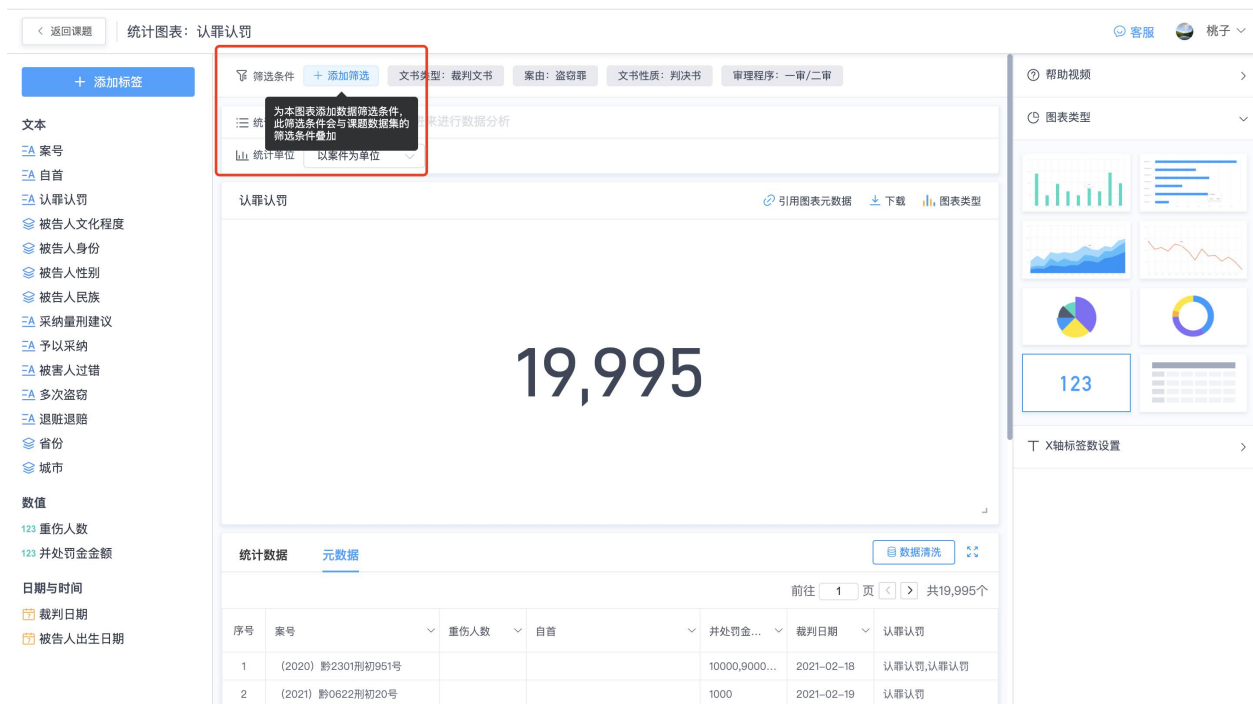 返回课题
统计图表：认罪认罚
客服
桃子
添加标签
文本
案号
自首
认罪认罚
被告人文化程度
被告人身份
被告人性别
被告人民族
采纳量刑建议
予以采纳
被害人过错
多次盗窃
退赃退赔
省份
城市
数值
123 重伤人数
123 并处罚金金额
日期与时间
裁判日期
被告人出生日期
筛选条件 + 添加筛选 文书类型：裁判文书 案由：盗窃罪 文书性质：判决书 审理程序：一审/二审
为本图表添加数据筛选条件，
此筛选条件会与课题数据集的
筛选条件叠加
来进行数据分析
统计单位 以案件为单位
认罪认罚 引用图表元数据 下载 图表类型
19,995
统计数据 元数据 数据清洗
前往 1 页 共19,995个
序号 案号 重伤人数 自首 并处罚金... 裁判日期 认罪认罚
1 （2020）黔2301刑初951号 10000,9000... 2021-02-18 认罪认罚,认罪认罚
2 （2021）黔0622刑初20号 1000 2021-02-19 认罪认罚
帮助视频
图表类型
123
X轴标签数设置